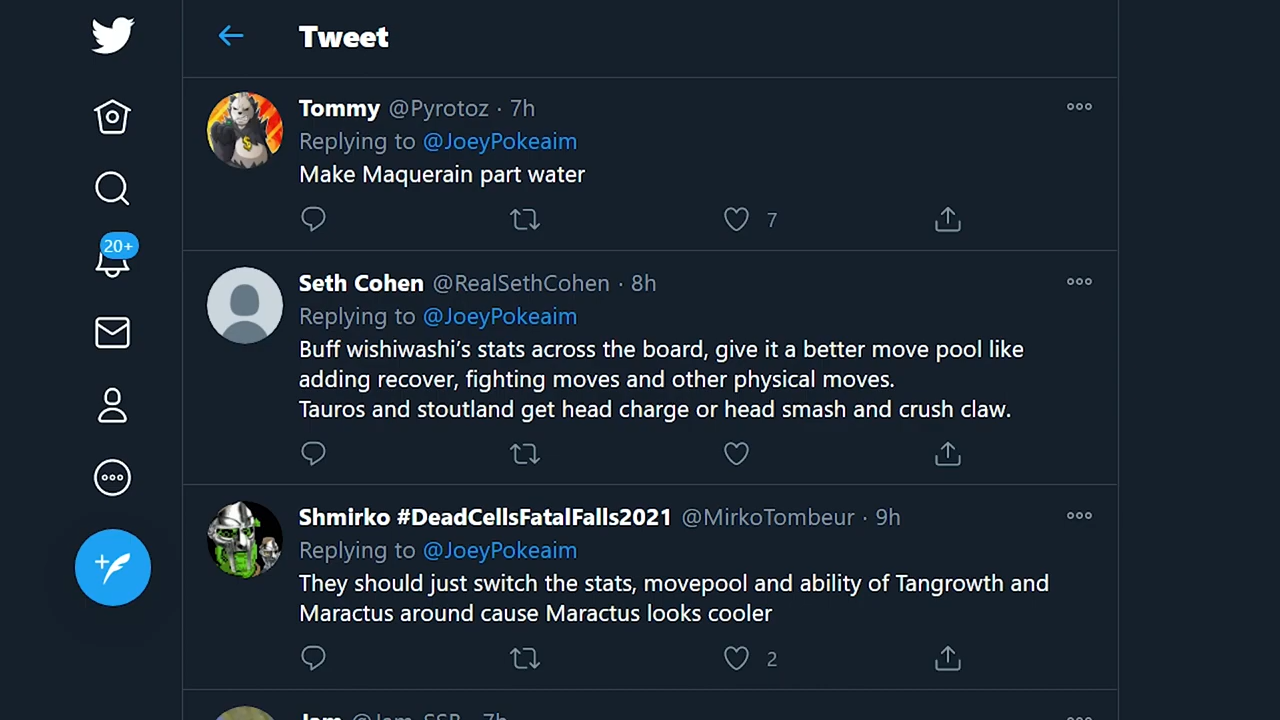 Tweet
Tommy @Pyrotoz · 7h
Replying to @JoeyPokeaim
Make Maquerain part water
7
20+
Seth Cohen @RealSethCohen · 8h
Replying to @JoeyPokeaim
Buff wishiwashi’s stats across the board, give it a better move pool like
adding recover, fighting moves and other physical moves.
Tauros and stoutland get head charge or head smash and crush claw.
Shmirko #DeadCellsFatalFalls2021 @MirkoTombeur · 9h
Replying to @JoeyPokeaim
They should just switch the stats, movepool and ability of Tangrowth and
Maractus around cause Maractus looks cooler
2
Jam @Jam_SSB · 7h